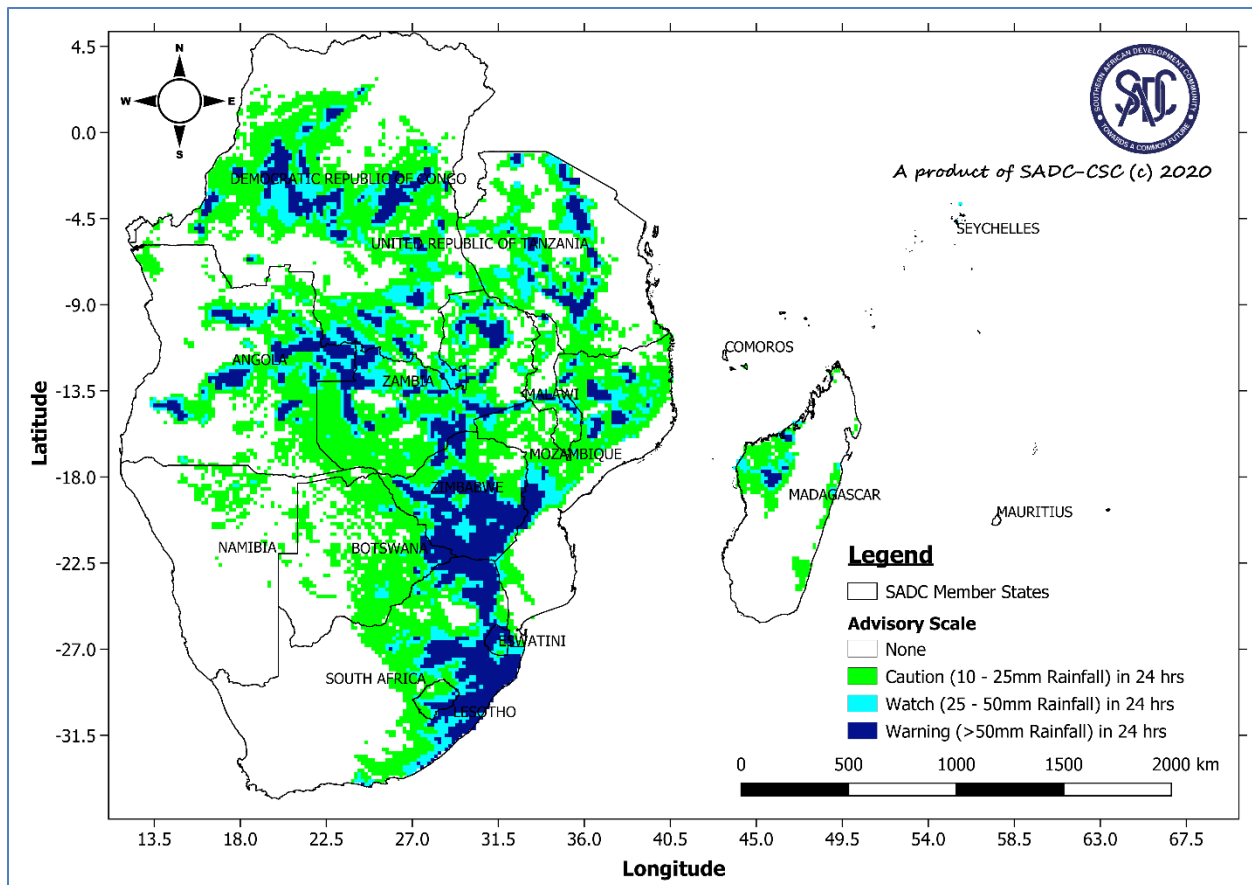 N
W E
S
SOUTHERN AFRICAN DEVELOPMENT COMMUNITY
SADC
TOWARDS A COMMON FUTURE
A product of SADC-CSC (c) 2020
4.5
0.0
-4.5
-9.0
-13.5
-18.0
-22.5
-27.0
-31.5
Latitude
DEMOCRATIC REPUBLIC OF CONGO
SEYCHELLES
UNITED REPUBLIC OF TANZANIA
COMOROS
ANGOLA
ZAMBIA
MALAWI
MOZAMBIQUE
ZIMBABWE
MADAGASCAR
MAURITIUS
NAMIBIA
BOTSWANA
ESWATINI
SOUTH AFRICA
LESOTHO
Legend
SADC Member States
Advisory Scale
None
Caution (10 - 25mm Rainfall) in 24 hrs
Watch (25 - 50mm Rainfall) in 24 hrs
Warning (>50mm Rainfall) in 24 hrs
0 500 1000 1500 2000 km
13.5 18.0 22.5 27.0 31.5 36.0 40.5 45.0 49.5 54.0 58.5 63.0 67.5
Longitude